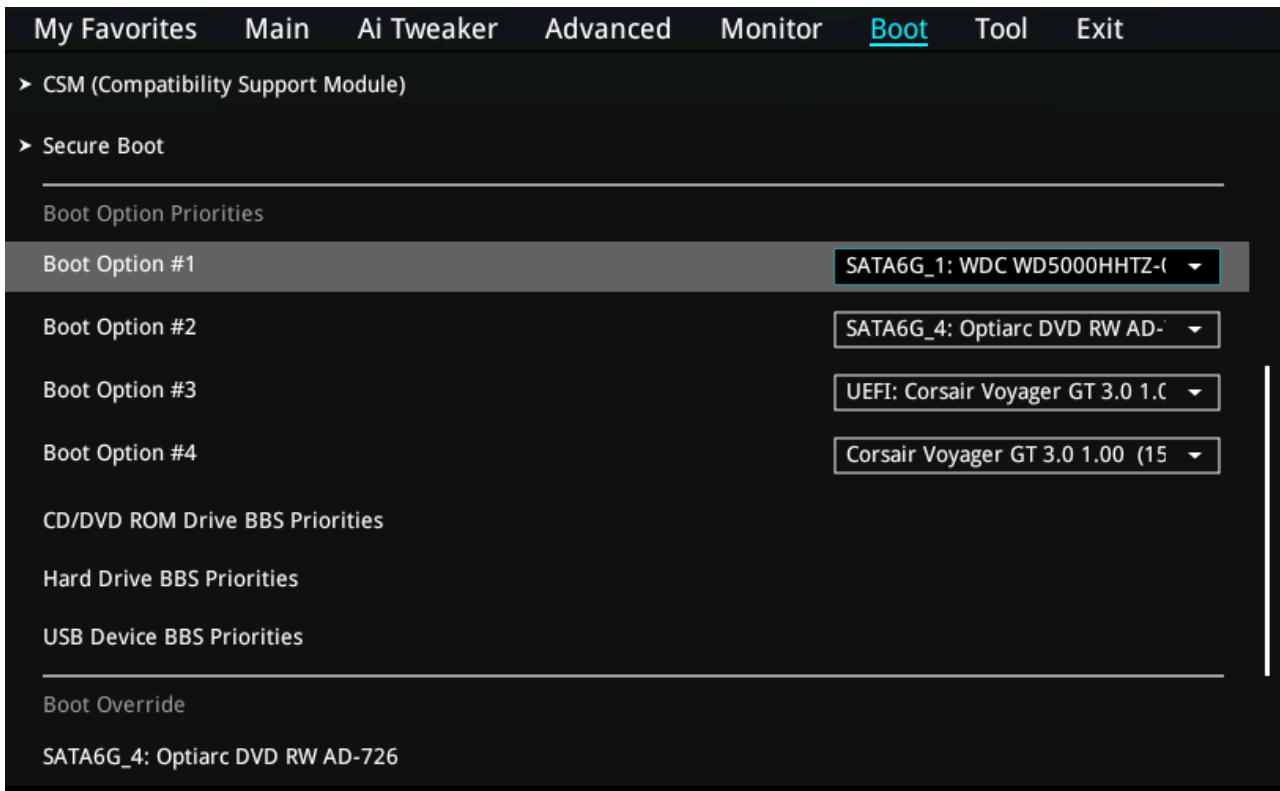 My Favorites Main Ai Tweaker Advanced Monitor Boot Tool Exit
CSM (Compatibility Support Module)
Secure Boot
Boot Option Priorities
Boot Option #1 SATA6G_1: WDC WD5000HHTZ-
Boot Option #2 SATA6G_4: Optiarc DVD RW AD-
Boot Option #3 UEFI: Corsair Voyager GT 3.0 1.0
Boot Option #4 Corsair Voyager GT 3.0 1.00 (15
CD/DVD ROM Drive BBS Priorities
Hard Drive BBS Priorities
USB Device BBS Priorities
Boot Override
SATA6G_4: Optiarc DVD RW AD-726